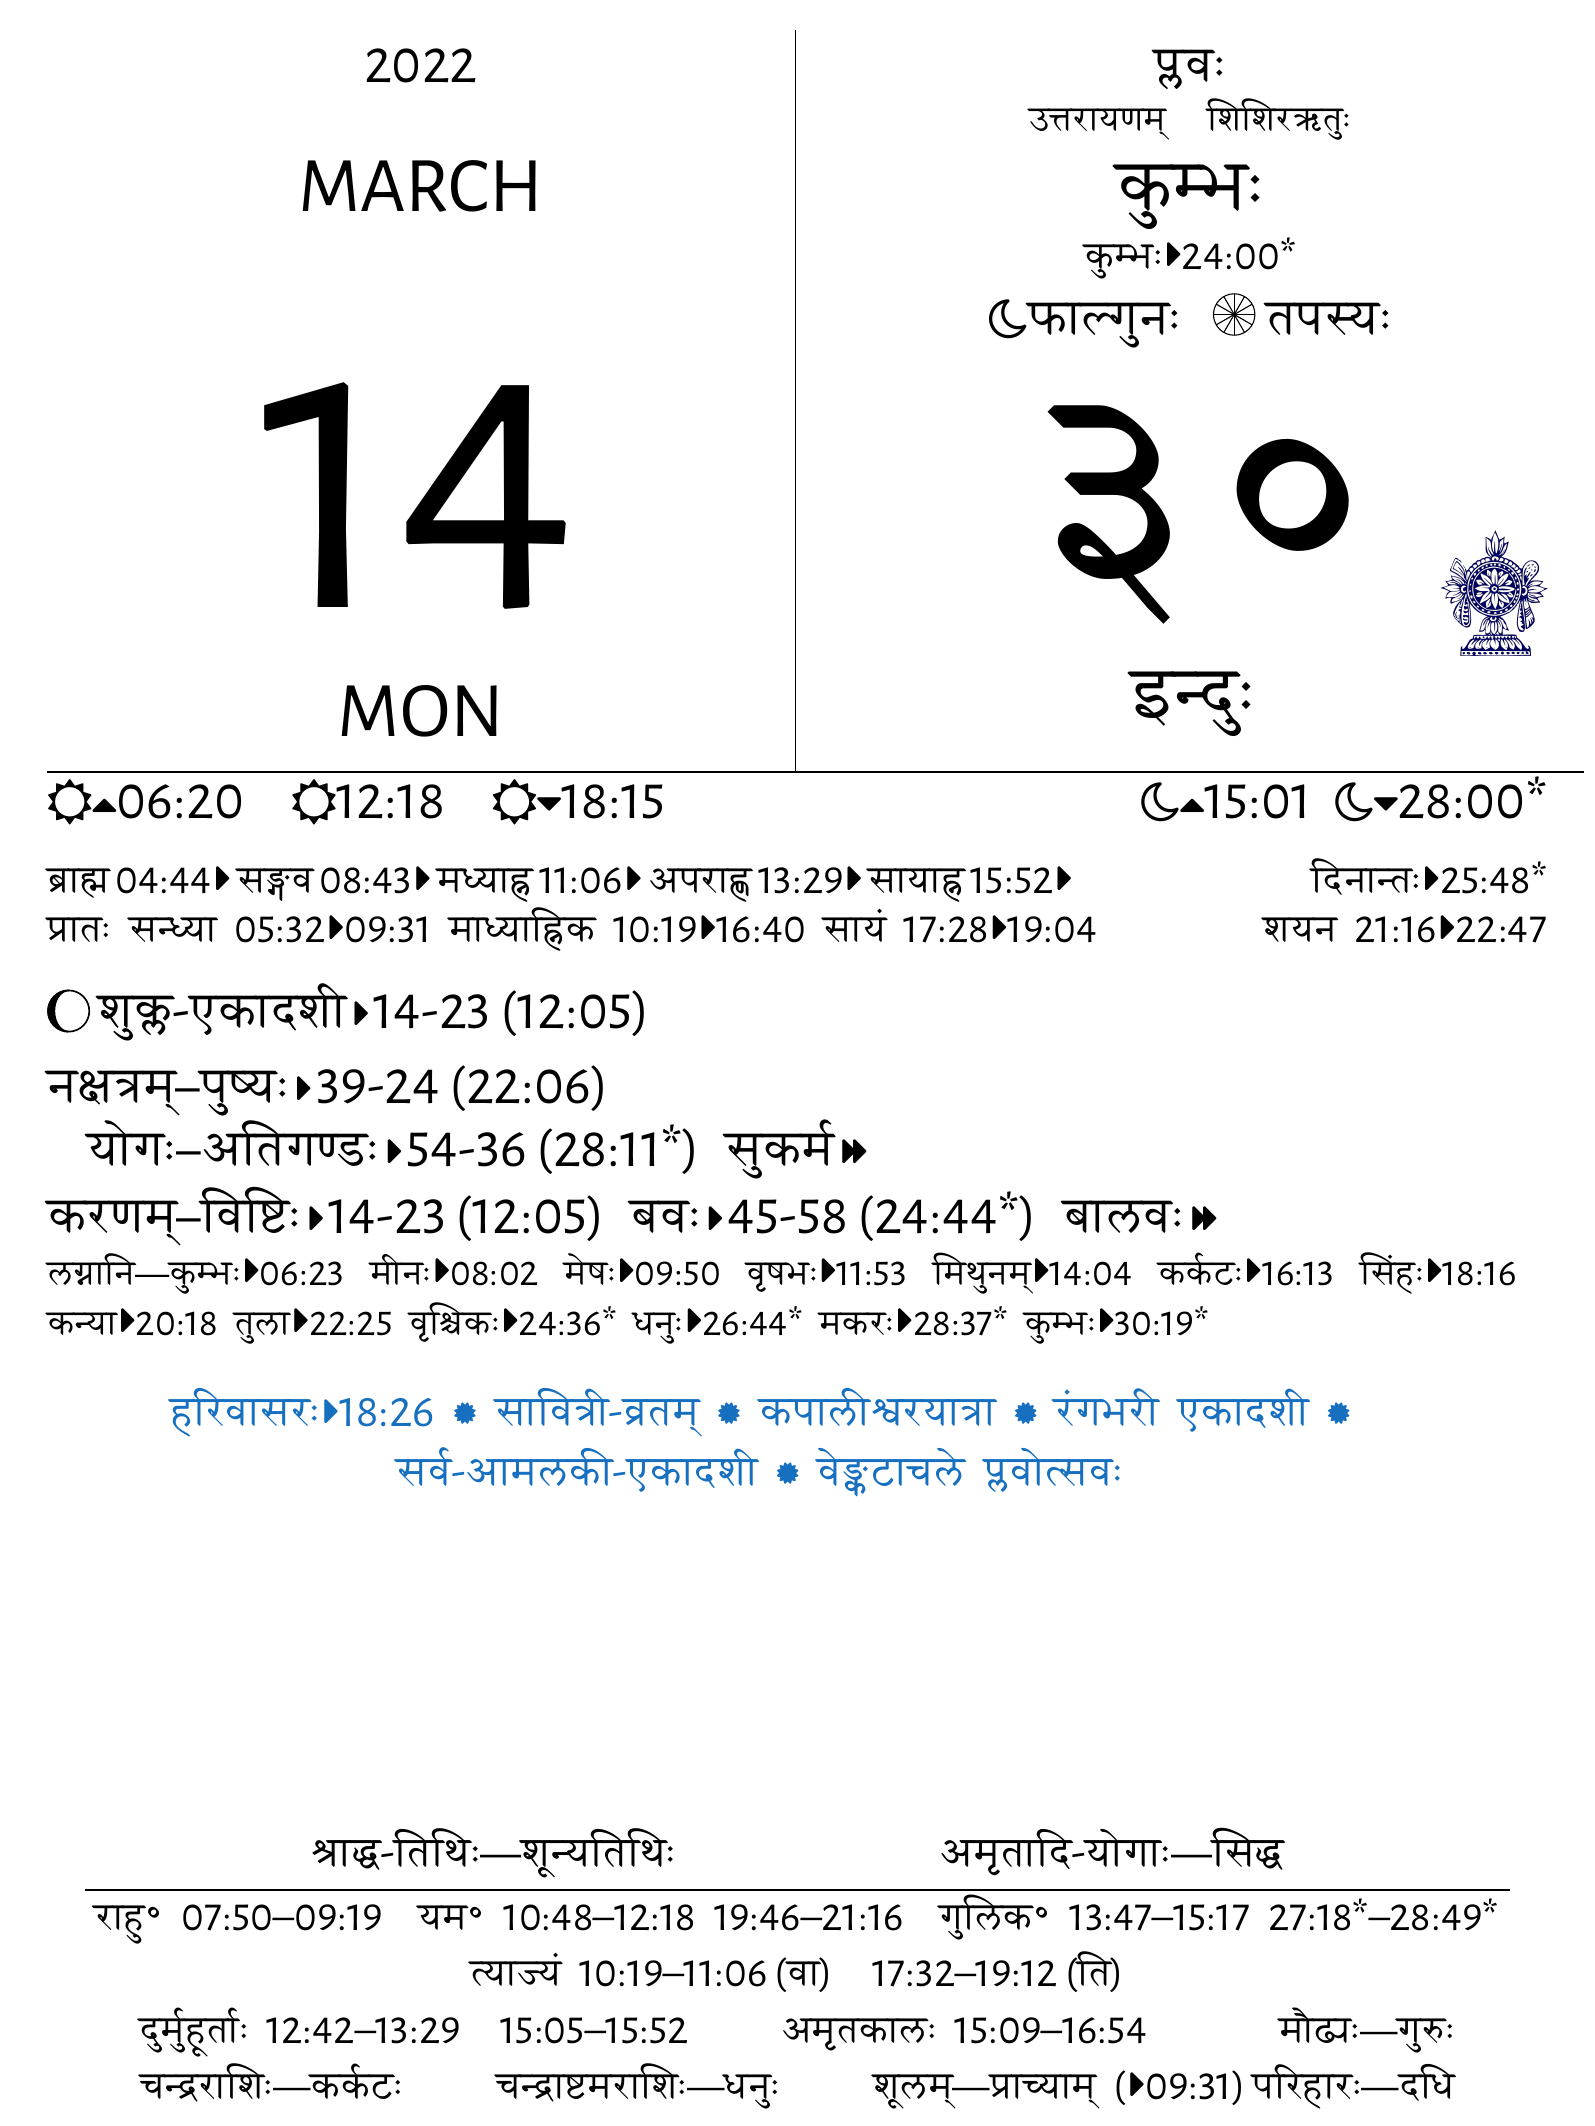 2022
MARCH
14
MON
प्लवः
उत्तरायणम् शिशिरऋतुः
कुम्भः
कुम्भः⏵24:00*
फाल्गुनः तपस्यः
३०
इन्दुः
06:20 12:18 18:15 15:01 28:00*
ब्राह्म 04:44⏵ सङ्गव 08:43⏵ मध्याह्न 11:06⏵ अपराह्ण 13:29⏵ सायाह्न 15:52⏵ दिनान्तः⏵25:48*
प्रातः सन्ध्या 05:32⏵09:31 माध्याह्निक 10:19⏵16:40 सायं 17:28⏵19:04 शयन 21:16⏵22:47
शुक्ल-एकादशी⏵14-23 (12:05)
नक्षत्रम्–पुष्यः⏵39-24 (22:06)
योगः–अतिगण्डः⏵54-36 (28:11*) सुकर्म⏩
करणम्–विष्टिः⏵14-23 (12:05) बवः⏵45-58 (24:44*) बालवः⏩
लग्नानि—कुम्भः⏵06:23 मीनः⏵08:02 मेषः⏵09:50 वृषभः⏵11:53 मिथुनम्⏵14:04 कर्कटः⏵16:13 सिंहः⏵18:16
कन्या⏵20:18 तुला⏵22:25 वृश्चिकः⏵24:36* धनुः⏵26:44* मकरः⏵28:37* कुम्भः⏵30:19*
हरिवासरः⏵18:26 ✹ सावित्री-व्रतम् ✹ कपालीश्वरयात्रा ✹ रंगभरी एकादशी ✹
सर्व-आमलकी-एकादशी ✹ वेङ्कटाचले प्लवोत्सवः
श्राद्ध-तिथिः—शून्यतिथिः अमृतादि-योगाः—सिद्ध
राहु॰ 07:50–09:19 यम॰ 10:48–12:18 19:46–21:16 गुलिक॰ 13:47–15:17 27:18*–28:49*
त्याज्यं 10:19–11:06 (वा) 17:32–19:12 (ति)
दुर्मुहूर्ताः 12:42–13:29 15:05–15:52 अमृतकालः 15:09–16:54 मौढ्यः—गुरुः
चन्द्रराशिः—कर्कटः चन्द्राष्टमराशिः—धनुः शूलम्—प्राच्याम् (⏵09:31) परिहारः—दधि